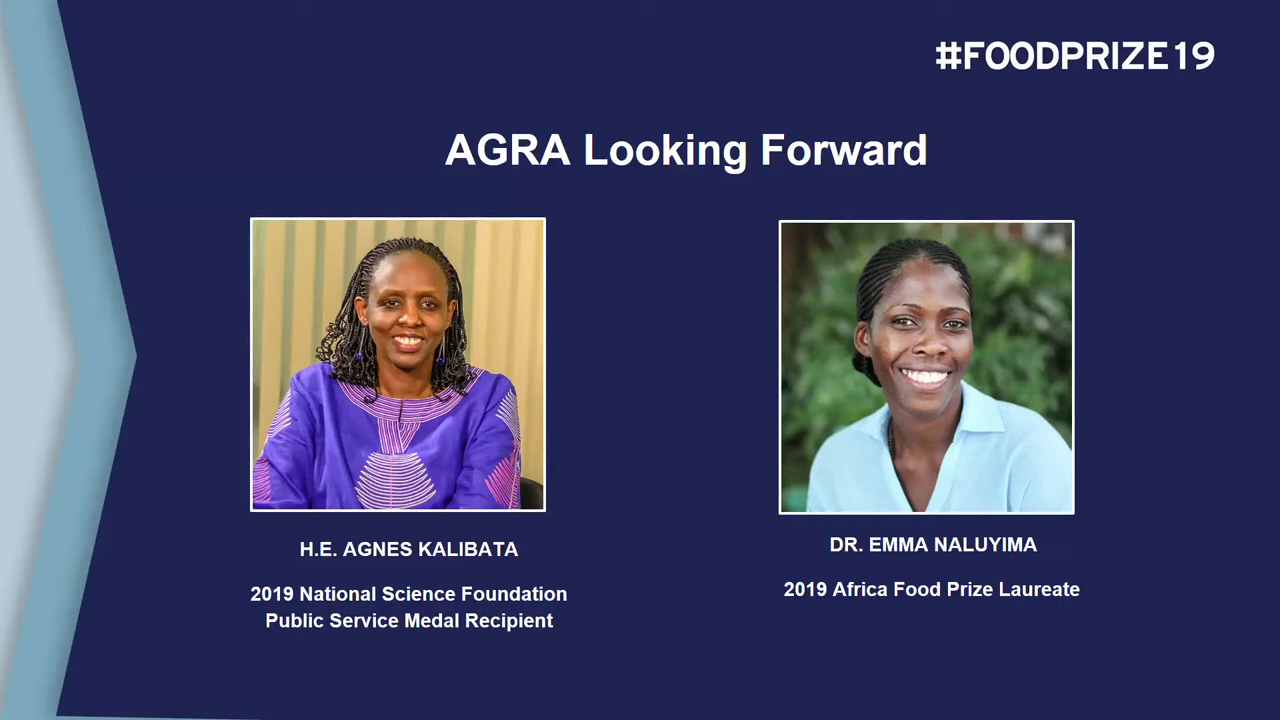 #FOODPRIZE19
AGRA Looking Forward
H.E. AGNES KALIBATA
2019 National Science Foundation
Public Service Medal Recipient
DR. EMMA NALUYIMA
2019 Africa Food Prize Laureate